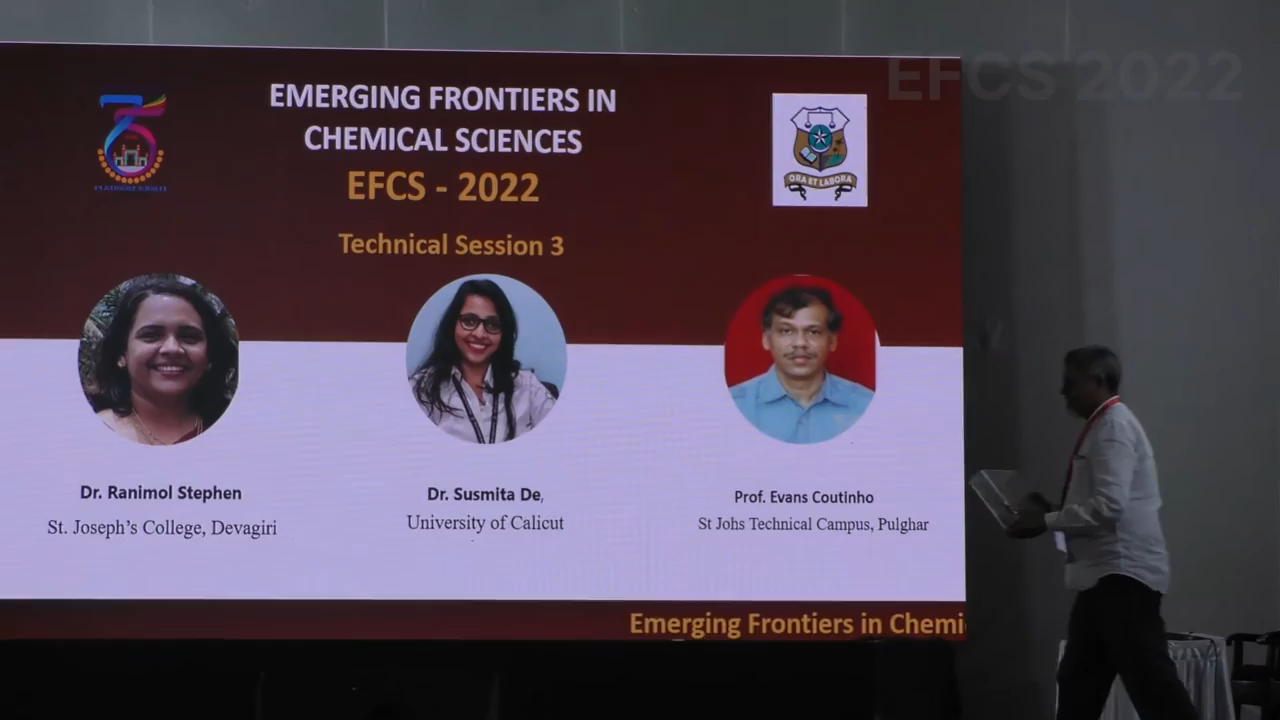 EFCS 2022
EMERGING FRONTIERS IN
CHEMICAL SCIENCES
EFCS - 2022
Technical Session 3
PLATINUM JUBILEE
ORA ET LABORA
Dr. Ranimol Stephen
St. Joseph's College, Devagiri
Dr. Susmita De,
University of Calicut
Prof. Evans Coutinho
St Johs Technical Campus, Pulghar
Emerging Frontiers in Chemi